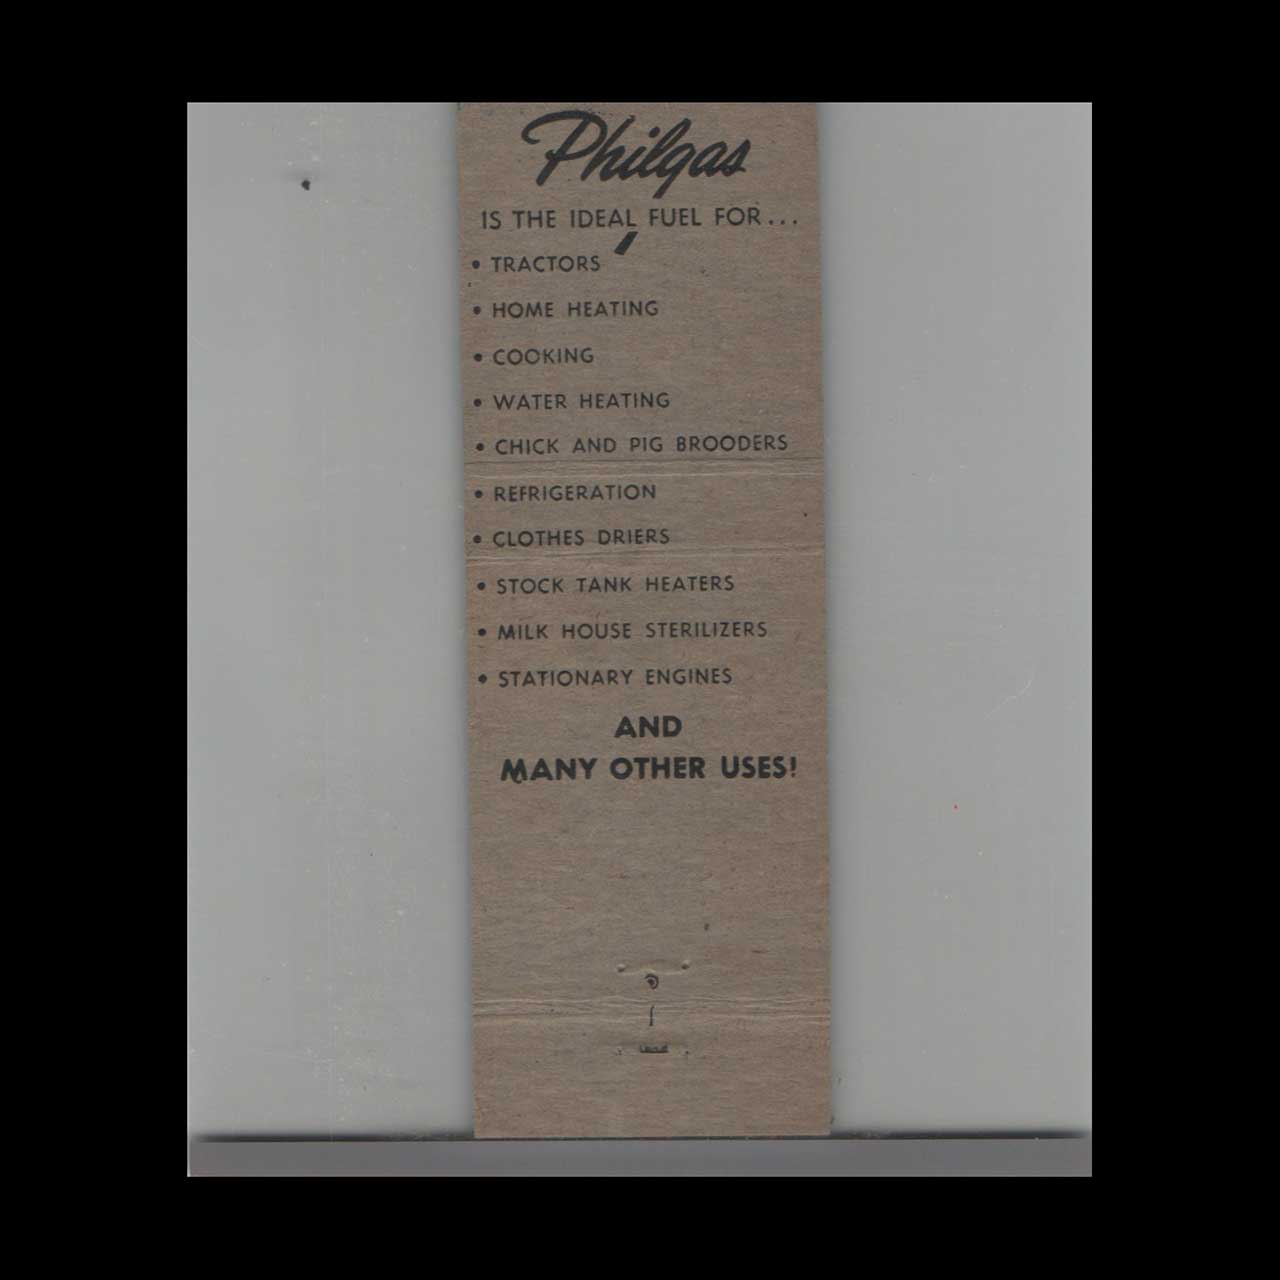 Philgas
IS THE IDEAL FUEL FOR...
• TRACTORS
• HOME HEATING
• COOKING
• WATER HEATING
• CHICK AND PIG BROODERS
• REFRIGERATION
• CLOTHES DRIERS
• STOCK TANK HEATERS
• MILK HOUSE STERILIZERS
• STATIONARY ENGINES
AND
MANY OTHER USES!